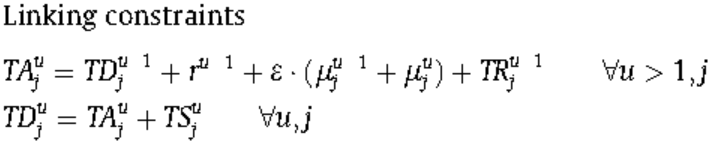 Linking constraints
TA_j^u = TD_j^{u 1} + r^{u 1} + ε · (μ_j^{u 1} + μ_j^u) + TR_j^{u 1} ∀u > 1,j
TD_j^u = TA_j^u + TS_j^u ∀u,j